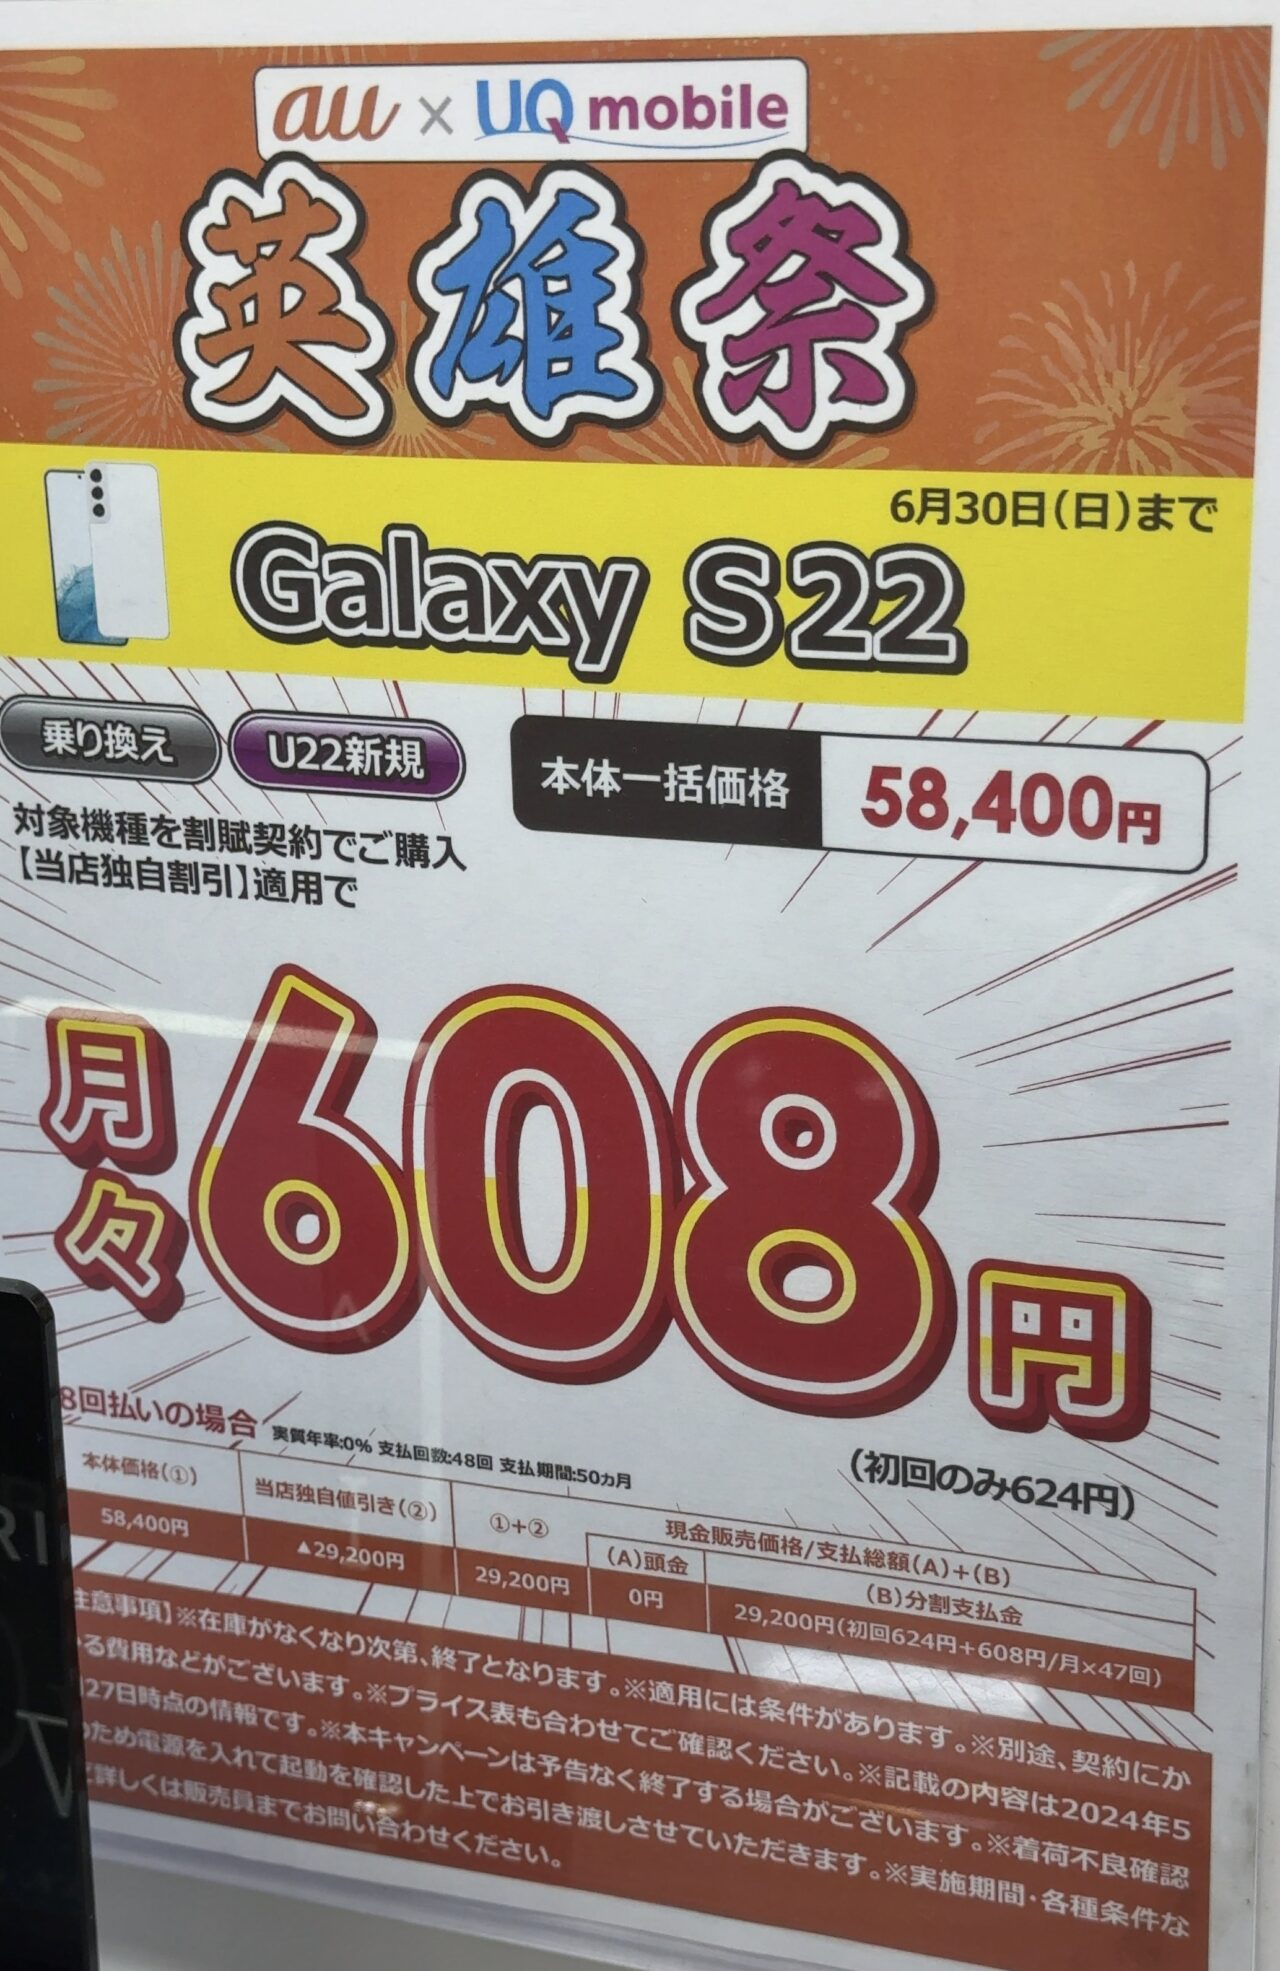 au × UQ mobile
英雄祭
6月30日(日)まで
Galaxy S22
乗り換え
U22新規
本体一括価格 58,400円
対象機種を割賦契約でご購入
【当店独自割引】適用で
月々608円
(初回のみ624円)
8回払いの場合 実質年率:0% 支払回数:48回 支払期間:50カ月
本体価格(①) 当店独自値引き(②) ①+② 現金販売価格/支払総額(A)+(B)
(A)頭金 (B)分割支払金
58,400円 ▲29,200円 29,200円 0円 29,200円(初回624円+608円/月×47回)
注意事項】※在庫がなくなり次第、終了となります。※適用には条件があります。※別途、契約にか
かる費用などがございます。※プライス表も合わせてご確認ください。※記載の内容は2024年5
月27日時点の情報です。※本キャンペーンは予告なく終了する場合がございます。※着荷不良確認
のため電源を入れて起動を確認した上でお引き渡しさせていただきます。※実施期間・各種条件な
ど詳しくは販売員までお問い合わせください。